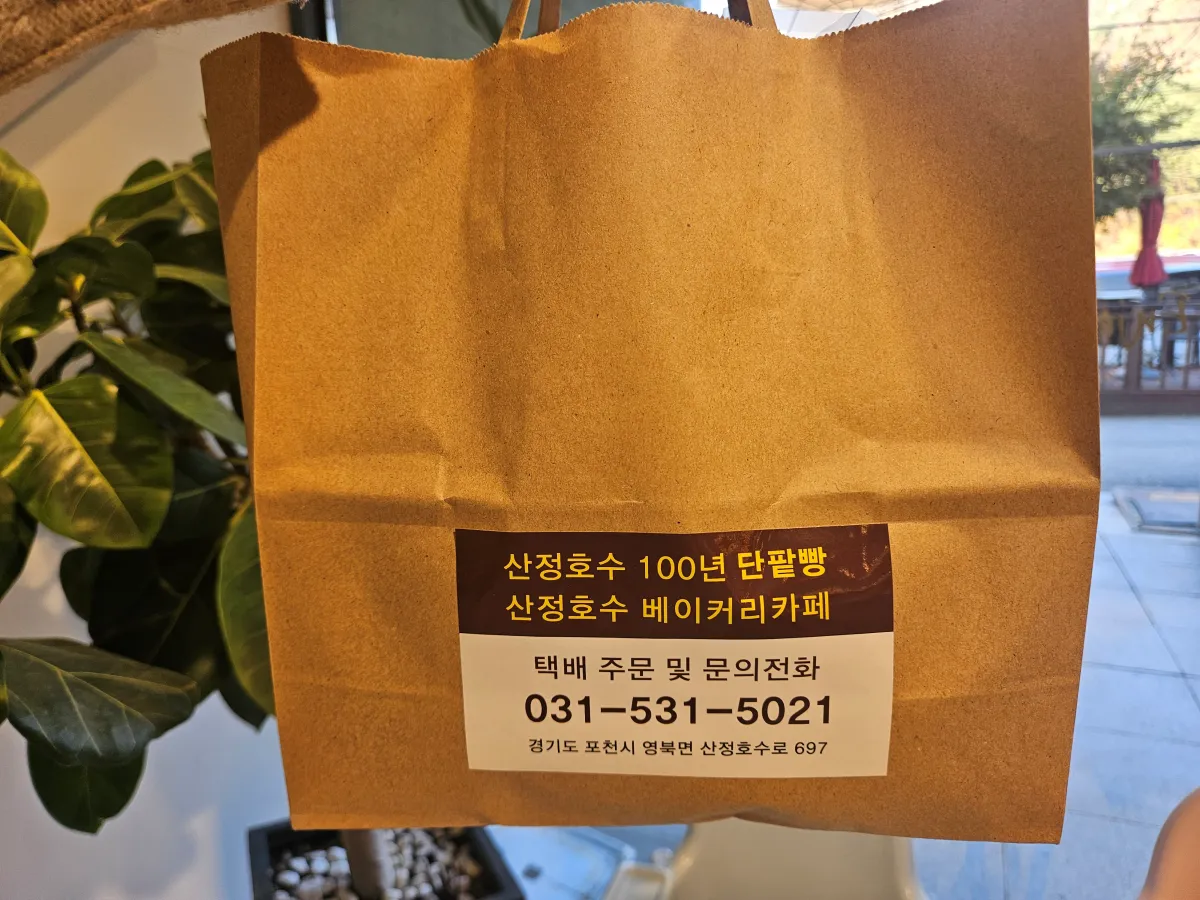 산정호수 100년 단팥빵
산정호수 베이커리카페
택배 주문 및 문의전화
031-531-5021
경기도 포천시 영북면 산정호수로 697